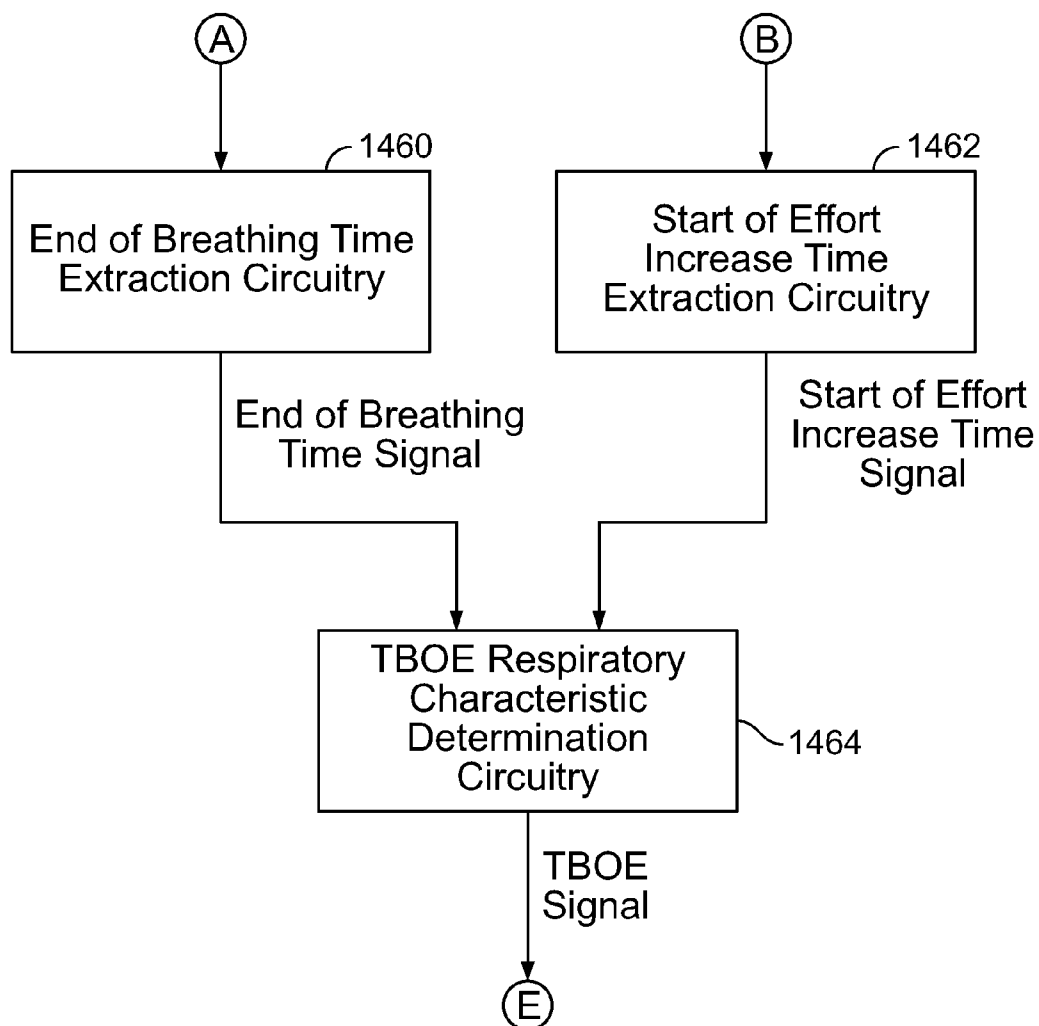 A
B
1460
1462
End of Breathing Time
Extraction Circuitry
Start of Effort
Increase Time
Extraction Circuitry
End of Breathing
Time Signal
Start of Effort
Increase Time
Signal
TBOE Respiratory
Characteristic
Determination
Circuitry
1464
TBOE
Signal
E